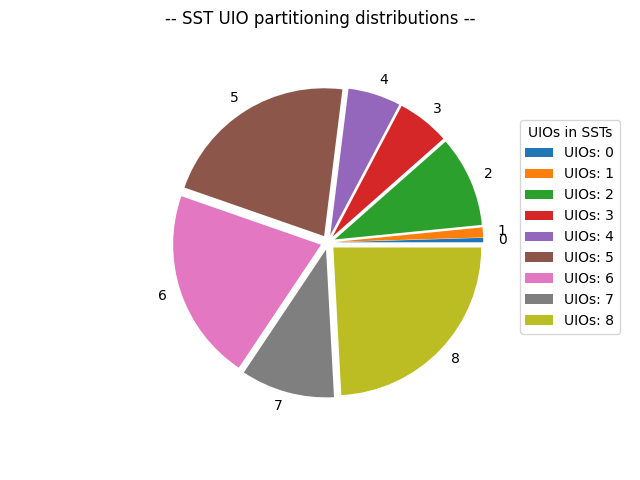 -- SST UIO partitioning distributions --
4
5
3
2
1
0
6
8
7
UIOs in SSTs
UIOs: 0
UIOs: 1
UIOs: 2
UIOs: 3
UIOs: 4
UIOs: 5
UIOs: 6
UIOs: 7
UIOs: 8